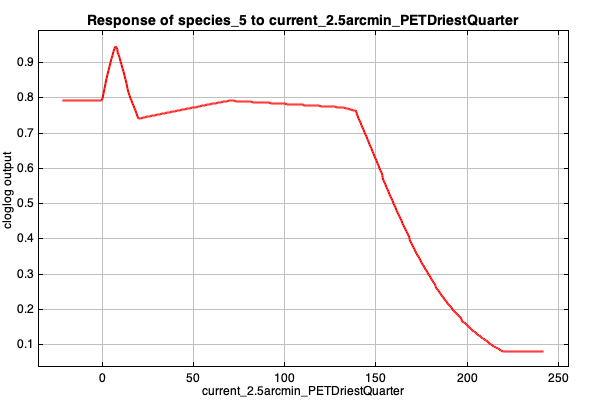 Response of species_5 to current_2.5arcmin_PETDriestQuarter
cloglog output
0.9
0.8
0.7
0.6
0.5
0.4
0.3
0.2
0.1
0 50 100 150 200 250
current_2.5arcmin_PETDriestQuarter